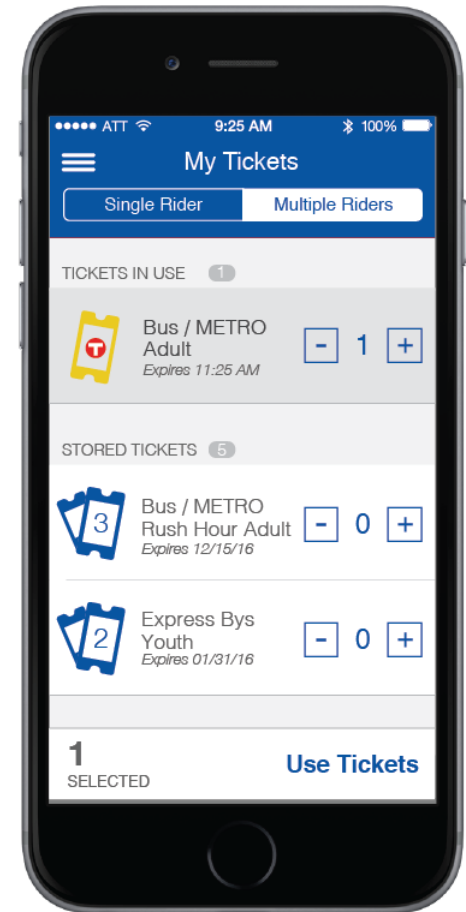 ATT 9:25 AM 100%
My Tickets
Single Rider Multiple Riders
TICKETS IN USE 1
Bus / METRO
Adult
Expires 11:25 AM
T
- 1 +
STORED TICKETS 5
3
Bus / METRO
Rush Hour Adult
Expires 12/15/16
- 0 +
2
Express Bys
Youth
Expires 01/31/16
- 0 +
1
SELECTED
Use Tickets